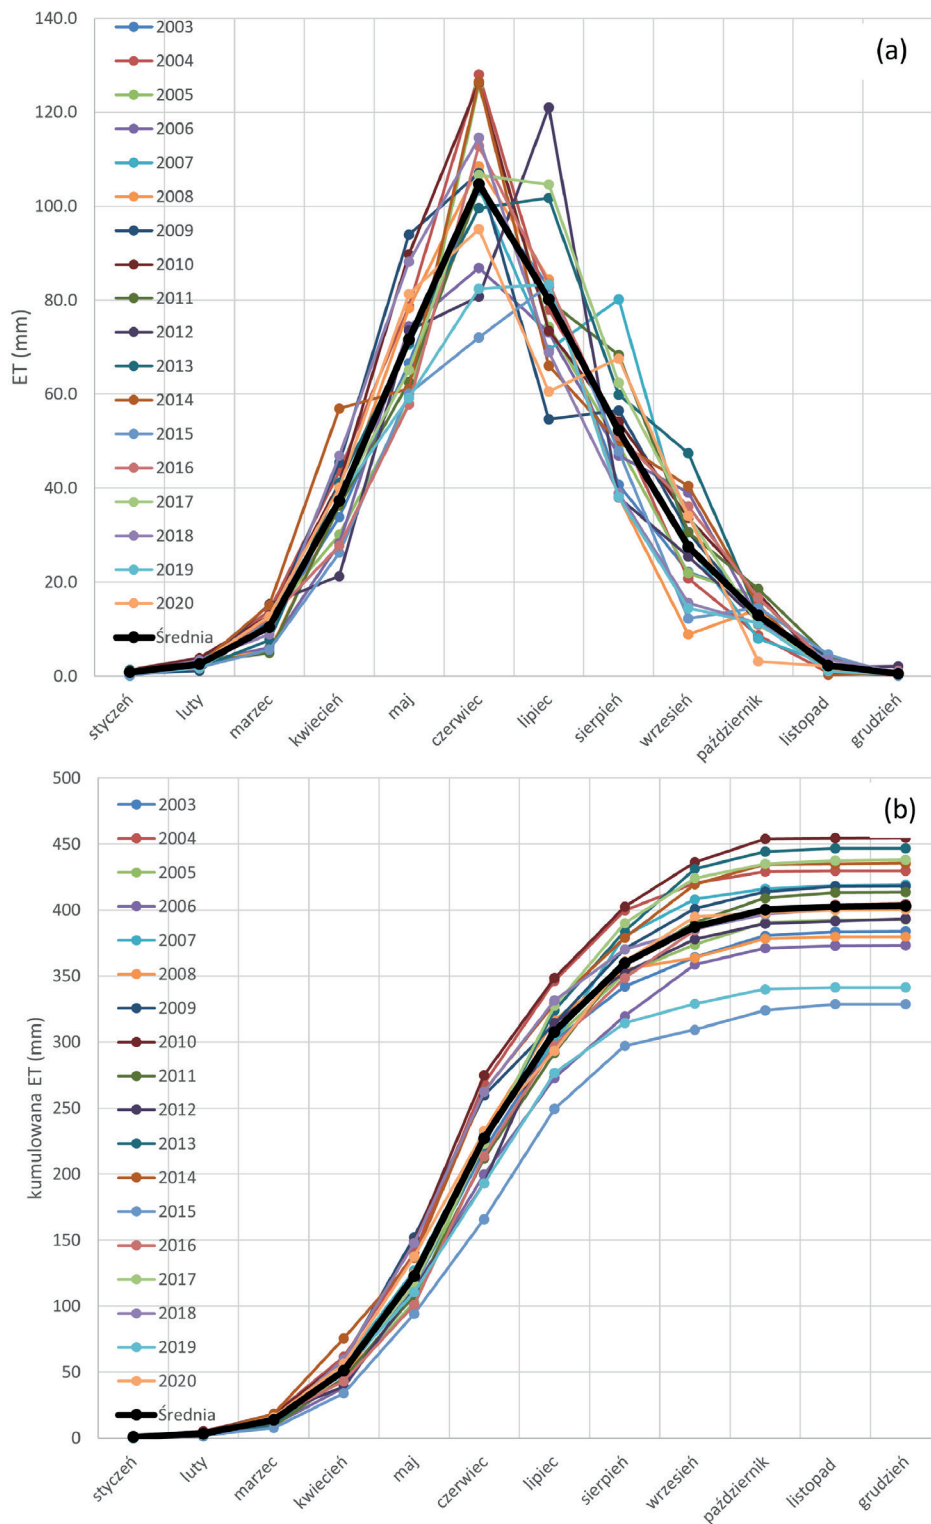 140.0
120.0
100.0
80.0
60.0
40.0
20.0
0.0
ET (mm)
(a)
2003
2004
2005
2006
2007
2008
2009
2010
2011
2012
2013
2014
2015
2016
2017
2018
2019
2020
Średnia
styczeń
luty
marzec
kwiecień
maj
czerwiec
lipiec
sierpień
wrzesień
październik
listopad
grudzień
500
450
400
350
300
250
200
150
100
50
0
kumulowana ET (mm)
(b)
2003
2004
2005
2006
2007
2008
2009
2010
2011
2012
2013
2014
2015
2016
2017
2018
2019
2020
Średnia
styczeń
luty
marzec
kwiecień
maj
czerwiec
lipiec
sierpień
wrzesień
październik
listopad
grudzień